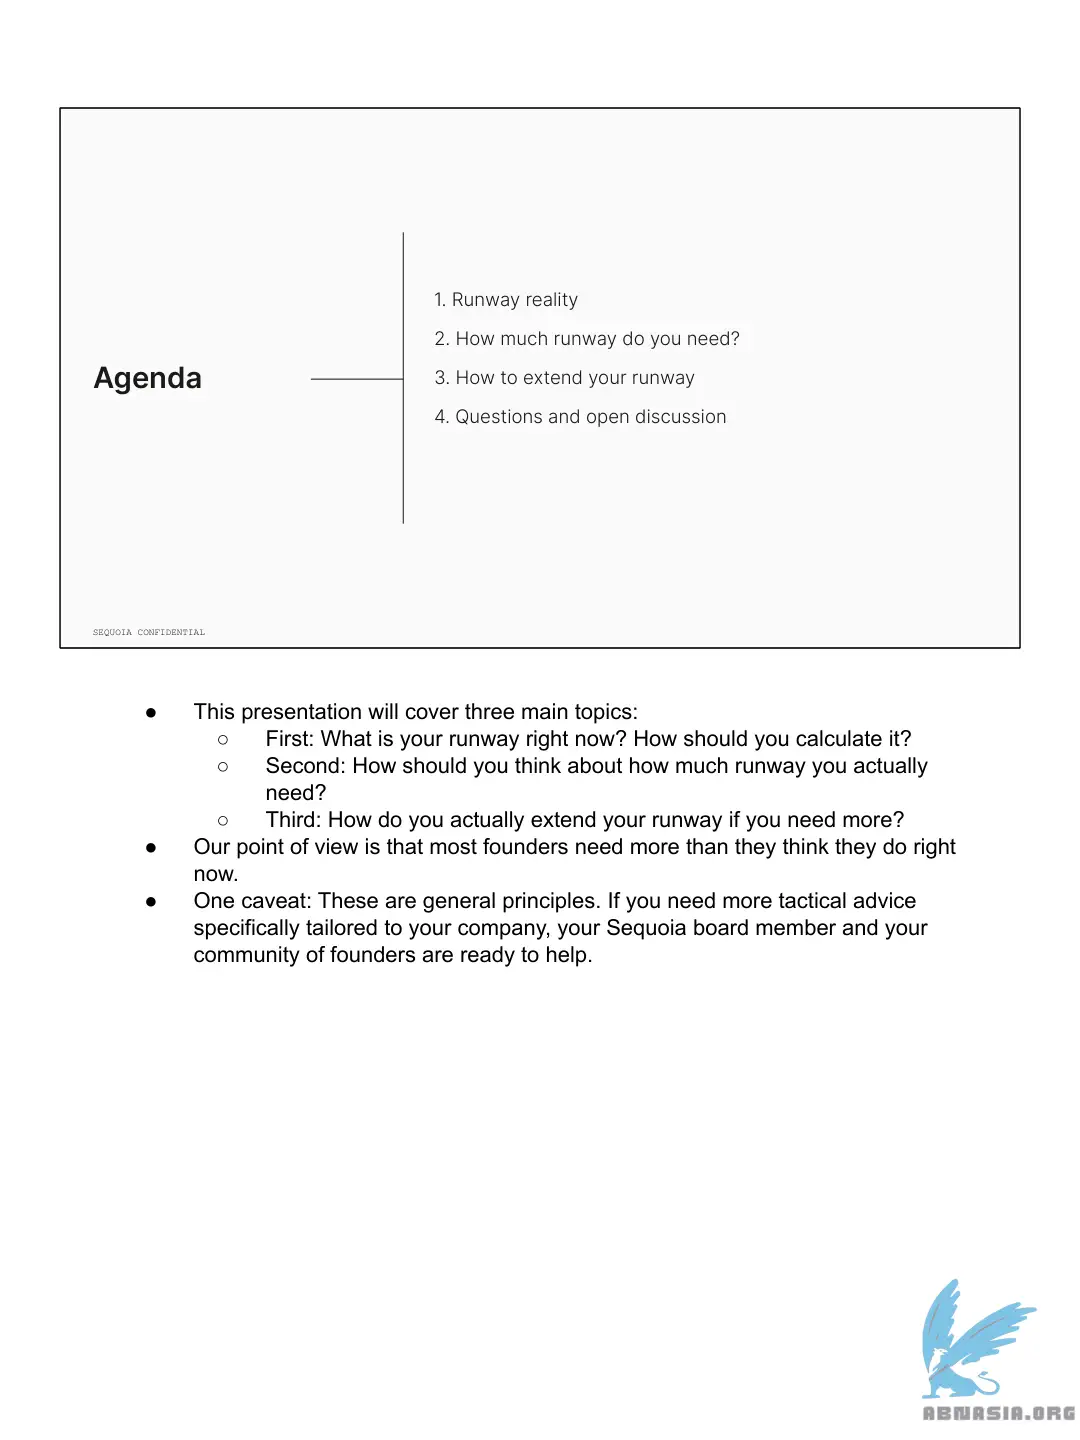 Agenda
1. Runway reality
2. How much runway do you need?
3. How to extend your runway
4. Questions and open discussion
SEQUOIA CONFIDENTIAL
● This presentation will cover three main topics:
○ First: What is your runway right now? How should you calculate it?
○ Second: How should you think about how much runway you actually
need?
○ Third: How do you actually extend your runway if you need more?
● Our point of view is that most founders need more than they think they do right
now.
● One caveat: These are general principles. If you need more tactical advice
specifically tailored to your company, your Sequoia board member and your
community of founders are ready to help.
ABNASIA.ORG